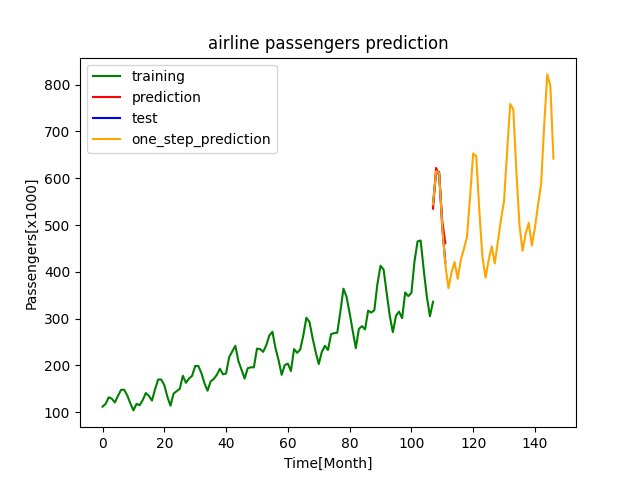 airline passengers prediction
training
prediction
test
one_step_prediction
800
700
600
500
400
300
200
100
Passengers[x1000]
0 20 40 60 80 100 120 140
Time[Month]